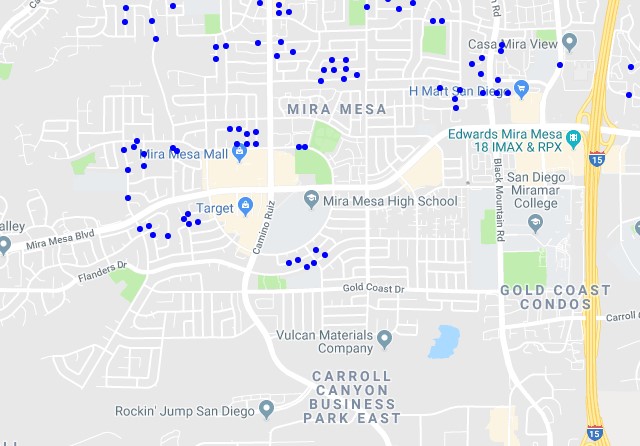 Ca
Rd
Casa Mira View
H Mart San Diego
MIRA MESA
Edwards Mira Mesa
18 IMAX & RPX
Mira Mesa Mall
15
San Diego
Miramar
College
Black Mountain Rd
Target
Mira Mesa High School
Camino Ruiz
alley
Mira Mesa Blvd
Flanders Dr
Gold Coast Dr
GOLD COAST
CONDOS
Carroll
Vulcan Materials
Company
CARROLL
CANYON
BUSINESS
PARK EAST
Rockin' Jump San Diego
15